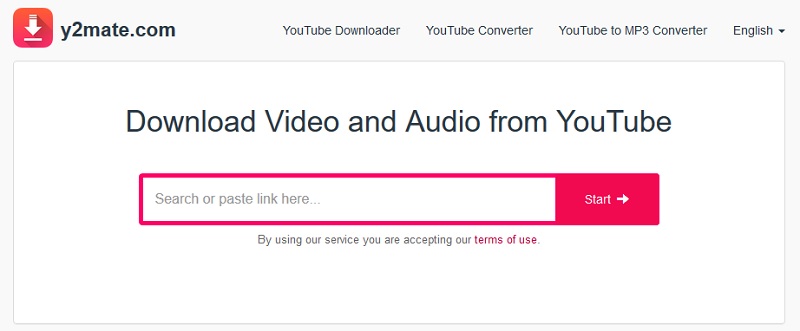 y2mate.com
YouTube Downloader YouTube Converter YouTube to MP3 Converter English
Download Video and Audio from YouTube
Search or paste link here... Start
By using our service you are accepting our terms of use.